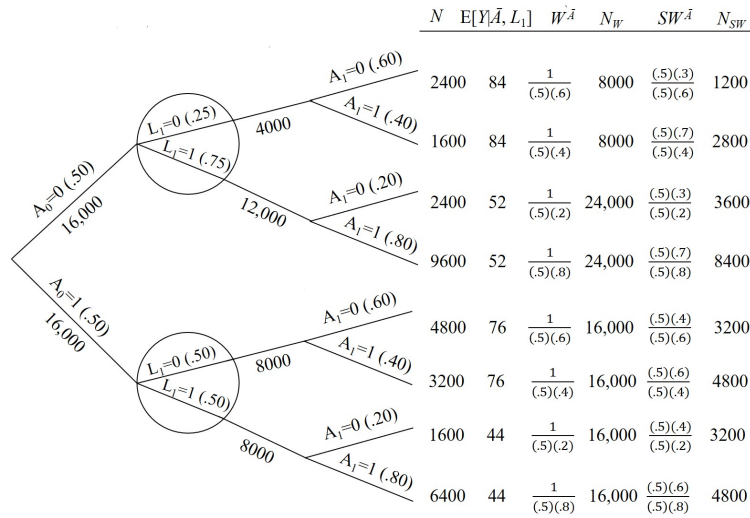 N E[Y|Ā, L₁] W^Ā N_W SW^Ā N_SW
A₁=0 (.60)
2400 84 1/(.5)(.6) 8000 (.5)(.3)/(.5)(.6) 1200
L₁=0 (.25)
4000
A₁=1 (.40)
1600 84 1/(.5)(.4) 8000 (.5)(.7)/(.5)(.4) 2800
L₁=1 (.75)
A₀=0 (.50)
16,000
A₁=0 (.20)
2400 52 1/(.5)(.2) 24,000 (.5)(.3)/(.5)(.2) 3600
12,000
A₁=1 (.80)
9600 52 1/(.5)(.8) 24,000 (.5)(.7)/(.5)(.8) 8400
A₀=1 (.50)
16,000
A₁=0 (.60)
4800 76 1/(.5)(.6) 16,000 (.5)(.4)/(.5)(.6) 3200
L₁=0 (.50)
8000
A₁=1 (.40)
3200 76 1/(.5)(.4) 16,000 (.5)(.6)/(.5)(.4) 4800
L₁=1 (.50)
A₁=0 (.20)
1600 44 1/(.5)(.2) 16,000 (.5)(.4)/(.5)(.2) 3200
8000
A₁=1 (.80)
6400 44 1/(.5)(.8) 16,000 (.5)(.6)/(.5)(.8) 4800